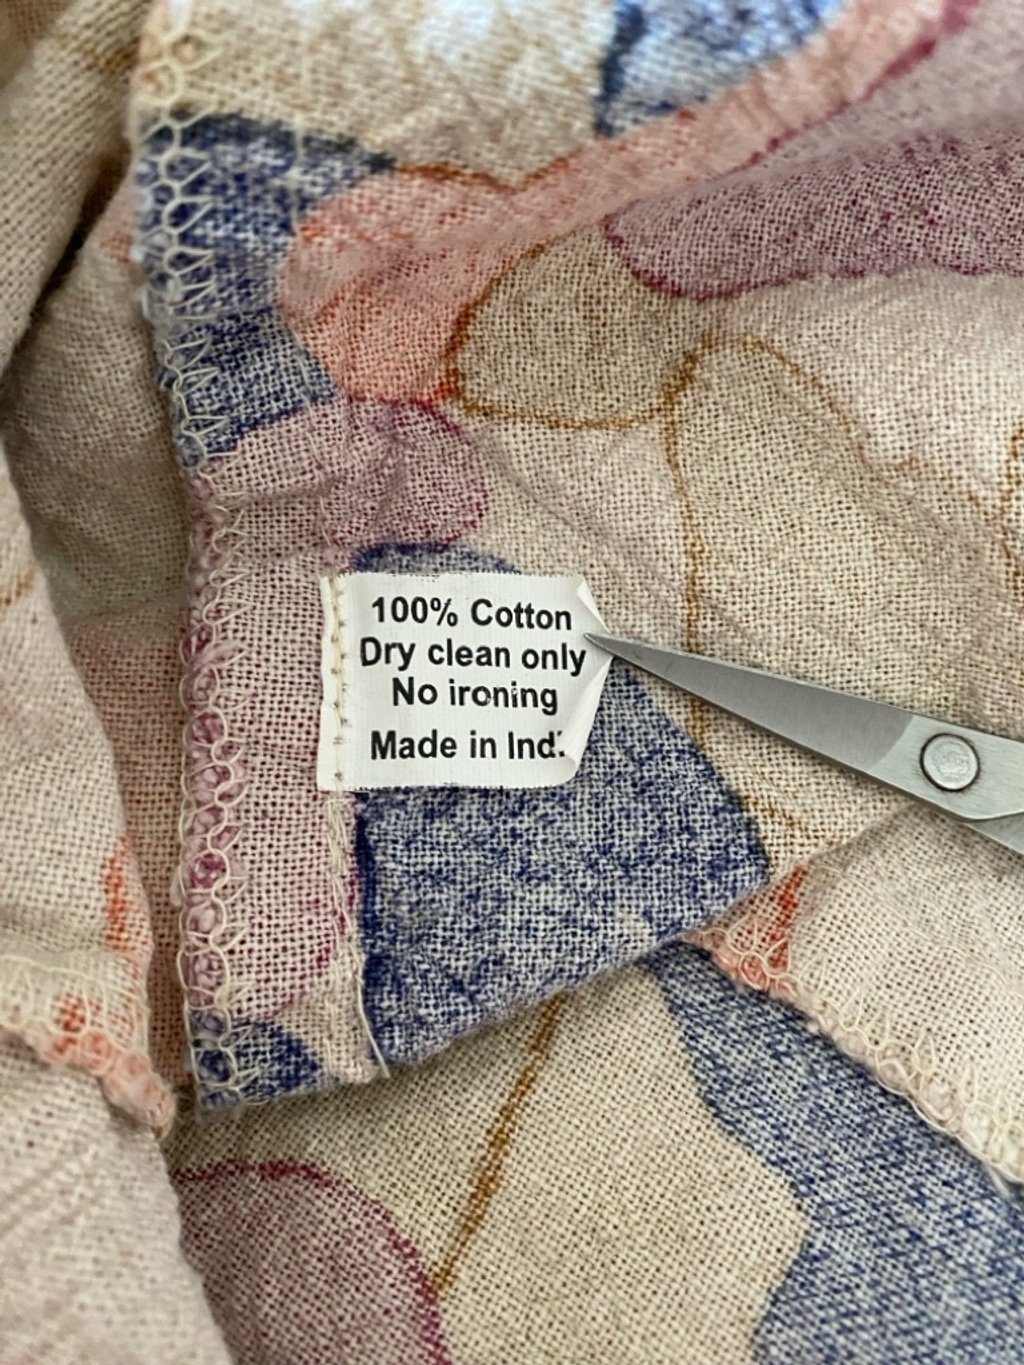 100% Cotton
Dry clean only
No ironing
Made in Ind